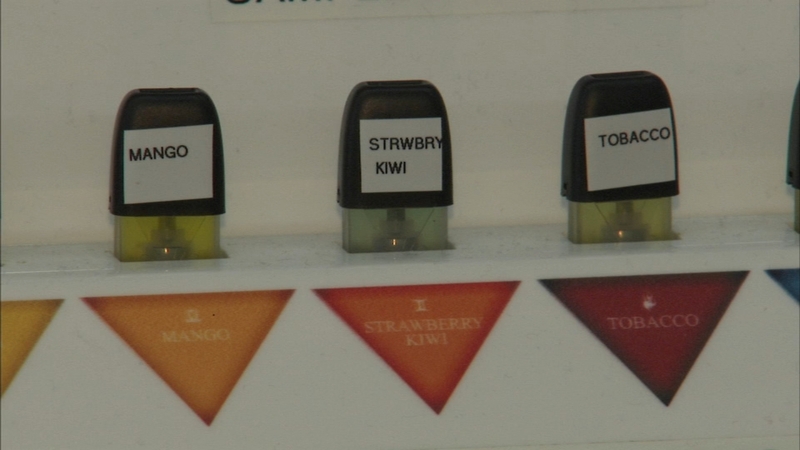 MANGO
STRWBRY
KIWI
TOBACCO
MANGO
STRAWBERRY
KIWI
TOBACCO